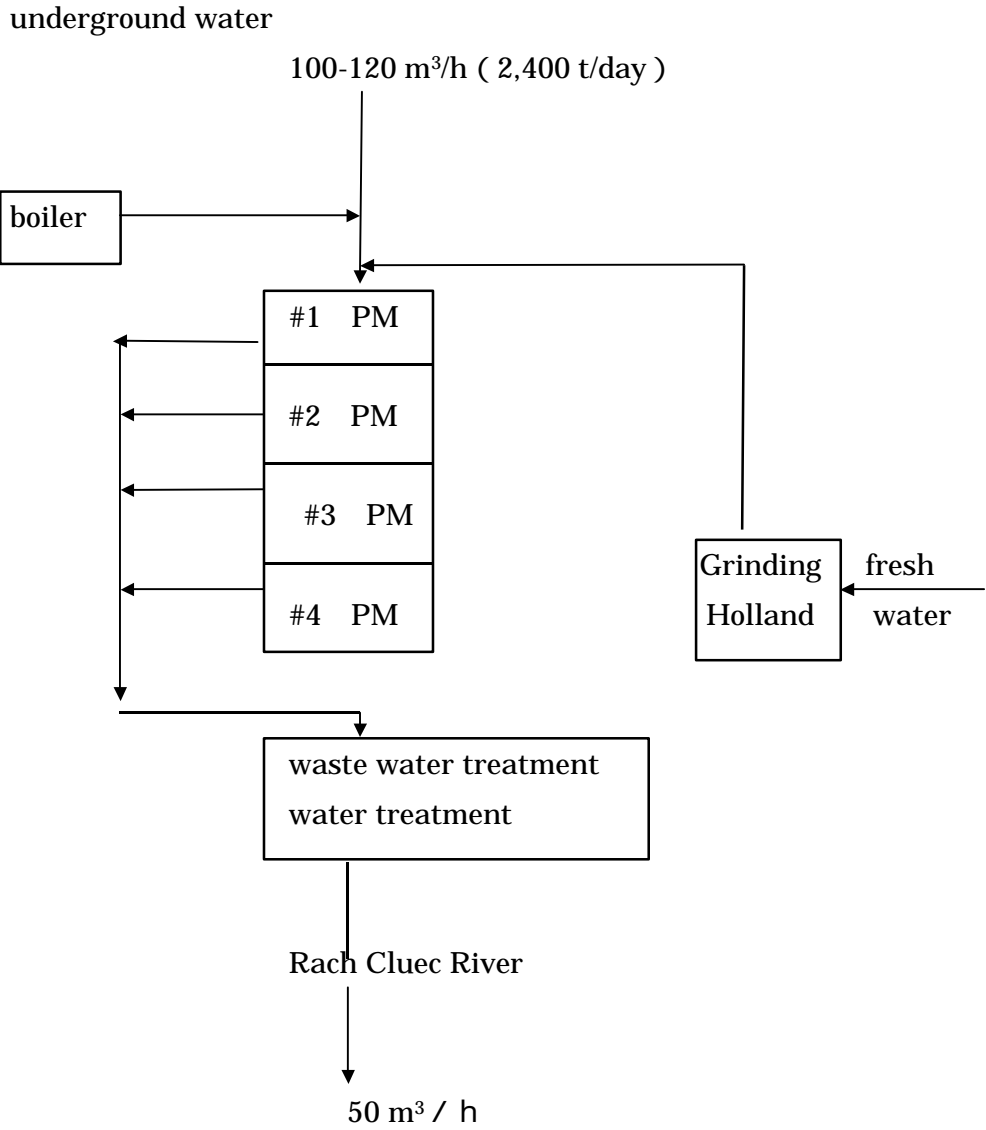 underground water
100-120 m³/h ( 2,400 t/day )
boiler
#1 PM
#2 PM
#3 PM
#4 PM
Grinding
Holland
fresh
water
waste water treatment
water treatment
Rach Cluec River
50 m³ / h